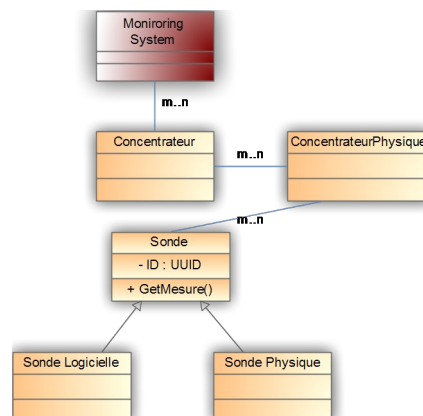 Moniroring
System
m..n
Concentrateur
m..n
ConcentrateurPhysique
m..n
Sonde
- ID : UUID
+ GetMesure()
Sonde Logicielle
Sonde Physique